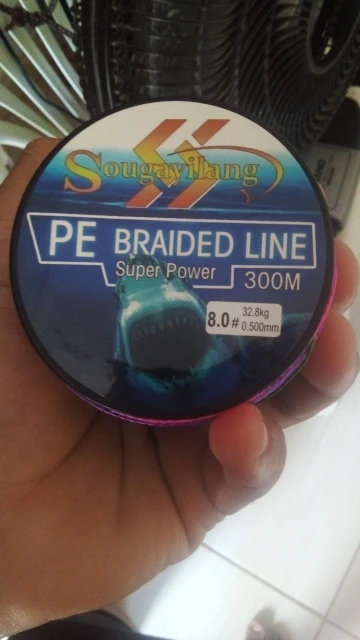 Sougayilang
PE BRAIDED LINE
Super Power
300M
8.0# 32.8kg
0.500mm